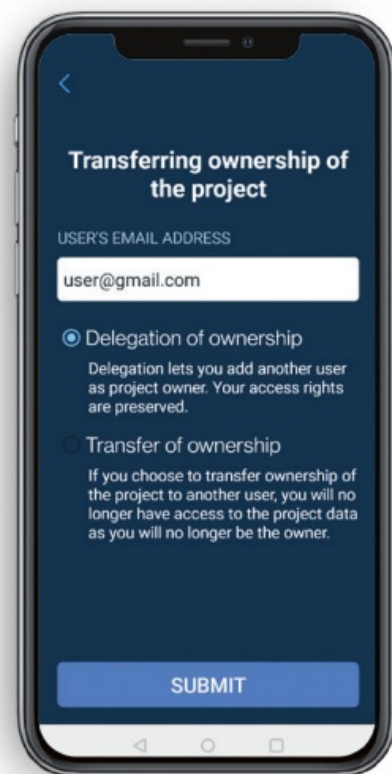 Transferring ownership of
the project
USER'S EMAIL ADDRESS
user@gmail.com
Delegation of ownership
Delegation lets you add another user
as project owner. Your access rights
are preserved.
Transfer of ownership
If you choose to transfer ownership of
the project to another user, you will no
longer have access to the project data
as you will no longer be the owner.
SUBMIT